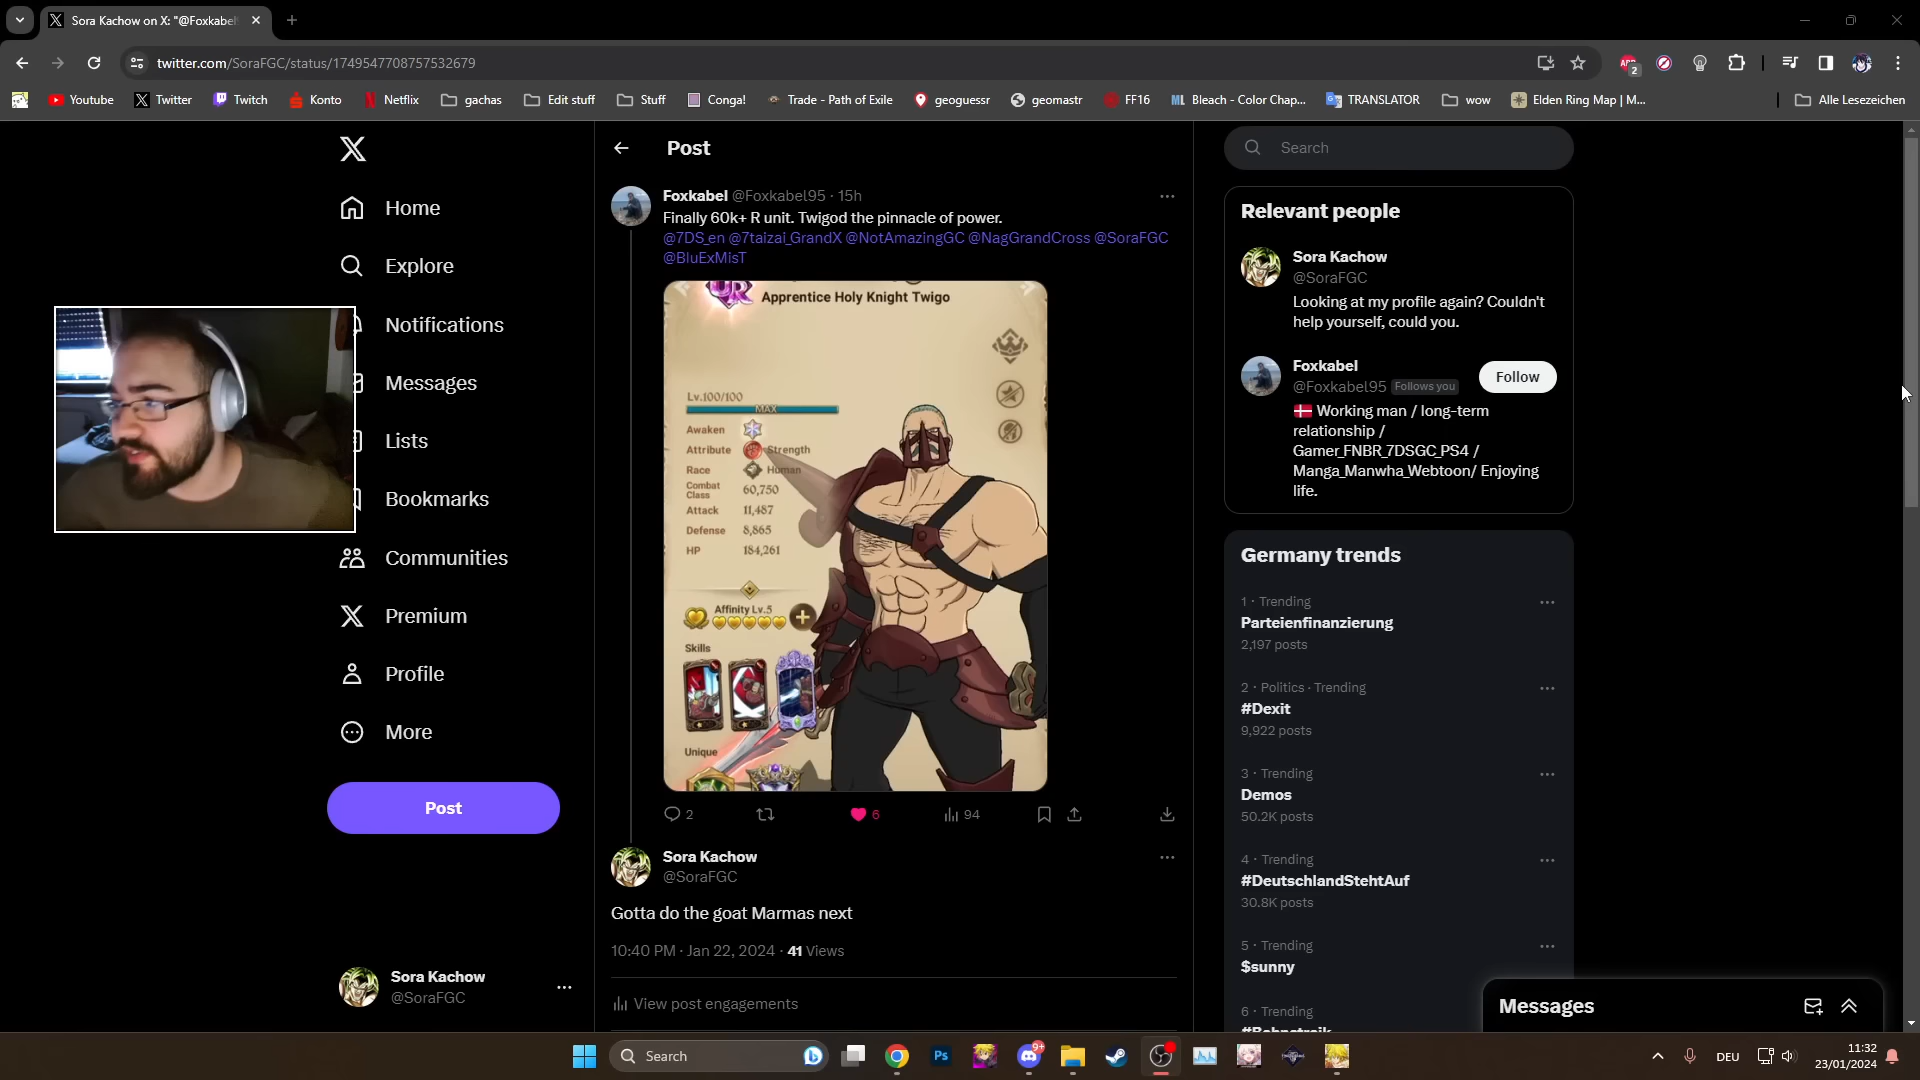 Sora Kachow on X: "@Foxkabel
twitter.com/SoraFGC/status/1749547708757532679
2
Youtube
Twitter
Twitch
Konto
Netflix
gachas
Edit stuff
Stuff
Conga!
Trade - Path of Exile
geoguessr
geomastr
FF16
ML Bleach - Color Chap...
TRANSLATOR
wow
Elden Ring Map | M...
Alle Lesezeichen
Home
Explore
Notifications
Messages
Lists
Bookmarks
Communities
Premium
Profile
More
Post
Sora Kachow
@SoraFGC
Post
Foxkabel @Foxkabel95 · 15h
Finally 60k+ R unit. Twigod the pinnacle of power.
@7DS_en @7taizai_GrandX @NotAmazingGC @NagGrandCross @SoraFGC
@BluExMisT
UR
Apprentice Holy Knight Twigo
Lv.100/100
MAX
Awaken
Attribute Strength
Race Human
Combat Class 60,750
Attack 11,487
Defense 8,865
HP 184,261
Affinity Lv.5
Skills
Unique
2
6
94
Sora Kachow
@SoraFGC
Gotta do the goat Marmas next
10:40 PM · Jan 22, 2024 · 41 Views
View post engagements
Search
Relevant people
Sora Kachow
@SoraFGC
Looking at my profile again? Couldn't
help yourself, could you.
Foxkabel
@Foxkabel95 Follows you
Follow
Working man / long-term
relationship /
Gamer_FNBR_7DSGC_PS4 /
Manga_Manwha_Webtoon/ Enjoying
life.
Germany trends
1 · Trending
Parteienfinanzierung
2,197 posts
2 · Politics · Trending
#Dexit
9,922 posts
3 · Trending
Demos
50.2K posts
4 · Trending
#DeutschlandStehtAuf
30.8K posts
5 · Trending
$sunny
6 · Trending
#Bahnstreik
Messages
Search
Ps
9+
DEU
11:32
23/01/2024